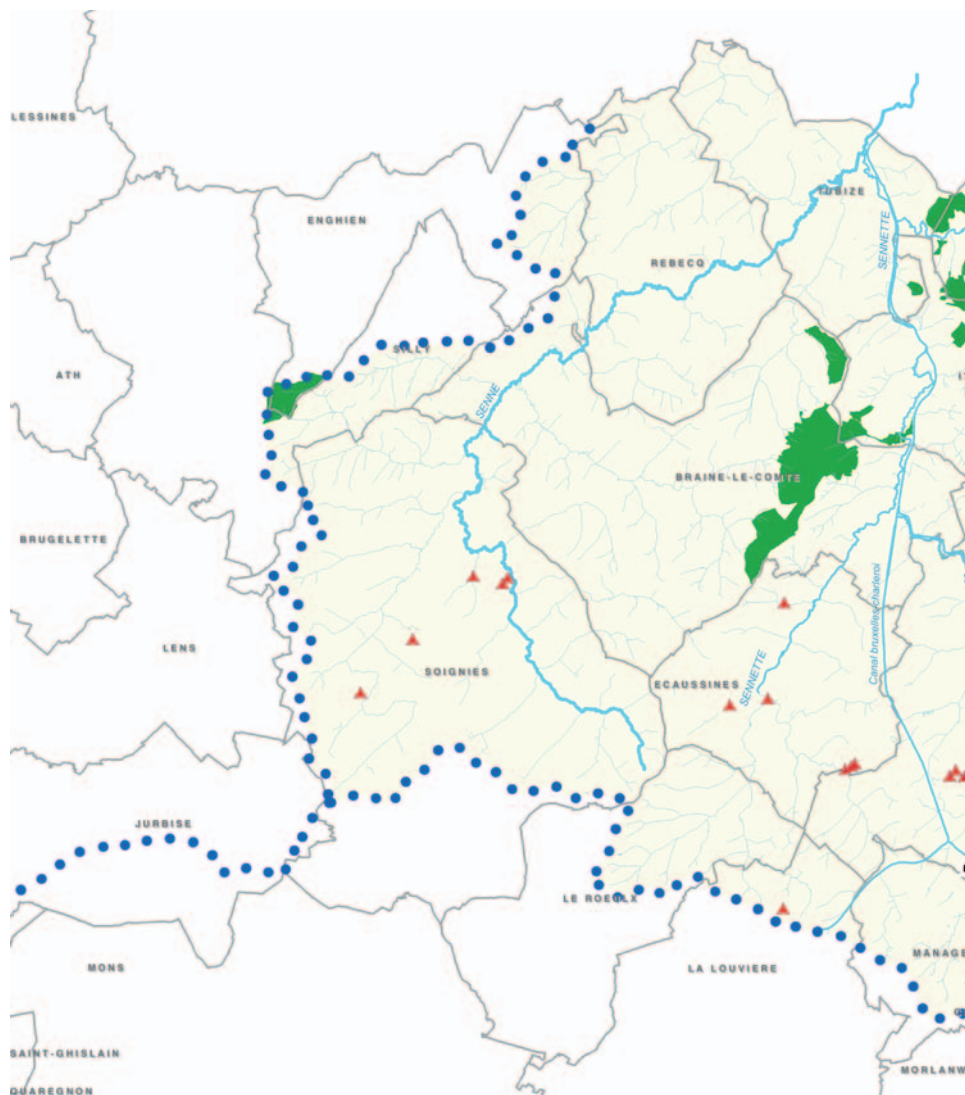 LESSINES
TUBIZE
ENGHIEN
SENNETTE
REBECQ
SILLY
ATH
SENNE
BRAINE-LE-COMTE
BRUGELETTE
Canal bruxelles/charleroi
LENS
SOIGNIES
ECAUSSINES
SENNETTE
JURBISE
LE ROEULX
MANAGE
MONS
LA LOUVIERE
SAINT-GHISLAIN
MORLANW
QUAREGNON